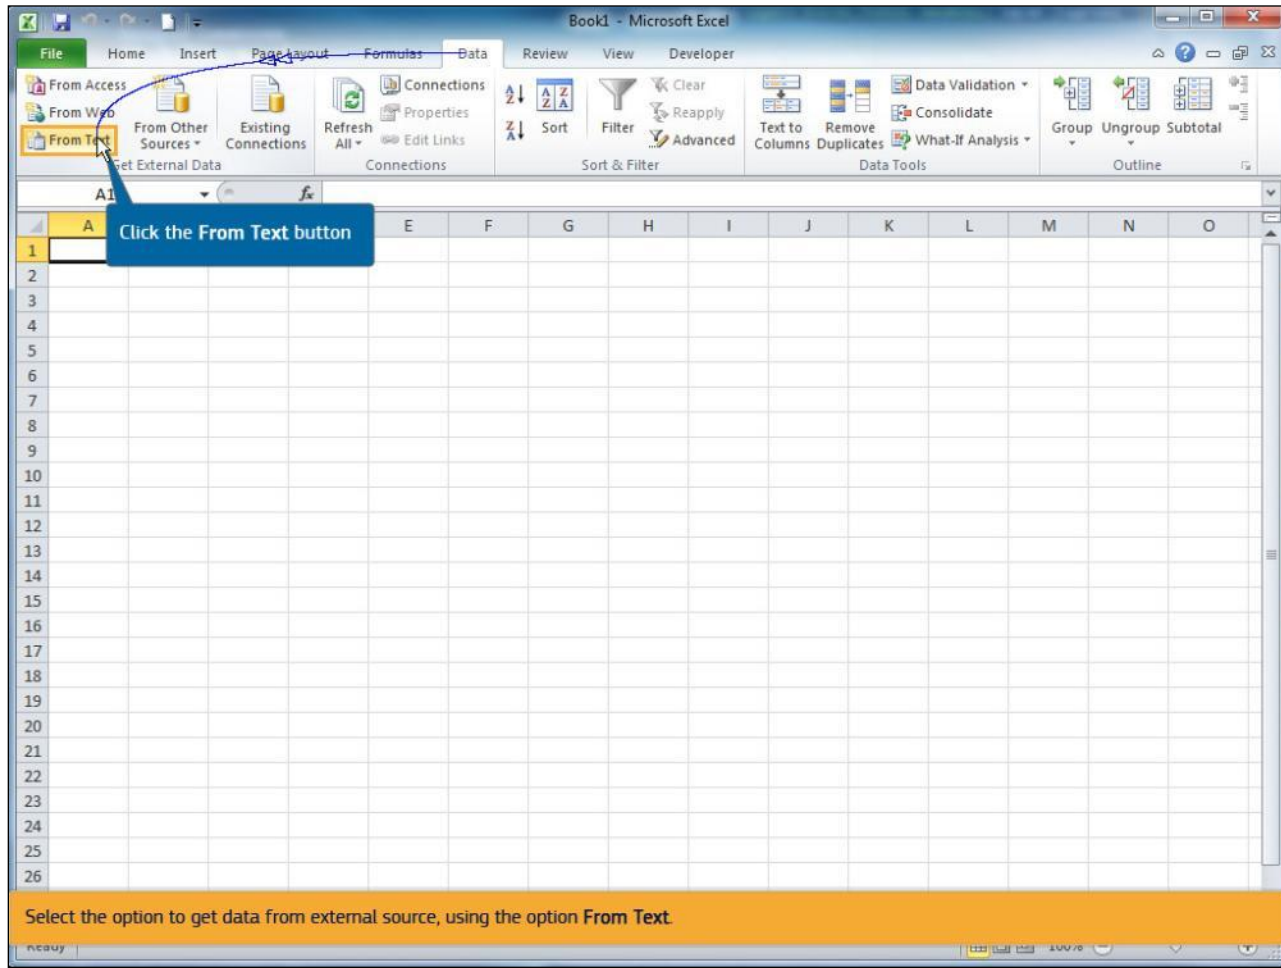 Book1 - Microsoft Excel
File Home Insert Page Layout Formulas Data Review View Developer
From Access
From Web
From Text
From Other Sources
Existing Connections
Get External Data
Refresh All
Connections
Properties
Edit Links
Connections
Sort
Filter
Clear
Reapply
Advanced
Sort & Filter
Text to Columns
Remove Duplicates
Data Validation
Consolidate
What-If Analysis
Data Tools
Group
Ungroup
Subtotal
Outline
A1
fx
Click the From Text button
A E F G H I J K L M N O
1
2
3
4
5
6
7
8
9
10
11
12
13
14
15
16
17
18
19
20
21
22
23
24
25
26
Select the option to get data from external source, using the option From Text.
Ready 100%